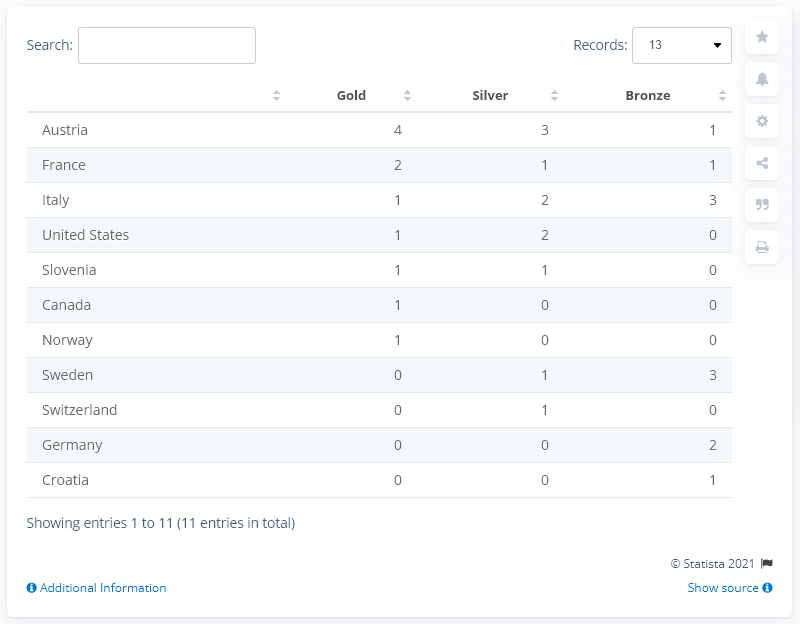 Search:
Records: 13
Gold Silver Bronze
Austria 4 3 1
France 2 1 1
Italy 1 2 3
United States 1 2 0
Slovenia 1 1 0
Canada 1 0 0
Norway 1 0 0
Sweden 0 1 3
Switzerland 0 1 0
Germany 0 0 2
Croatia 0 0 1
Showing entries 1 to 11 (11 entries in total)
© Statista 2021
Additional Information Show source